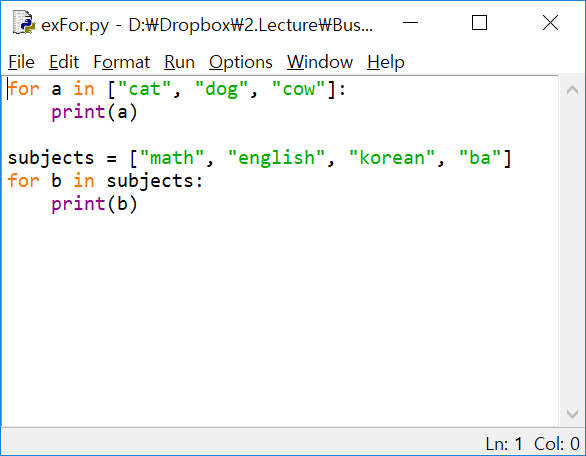 exFor.py - D:₩Dropbox₩2.Lecture₩Bus...
File Edit Format Run Options Window Help
for a in ["cat", "dog", "cow"]:
    print(a)

subjects = ["math", "english", "korean", "ba"]
for b in subjects:
    print(b)
Ln: 1 Col: 0